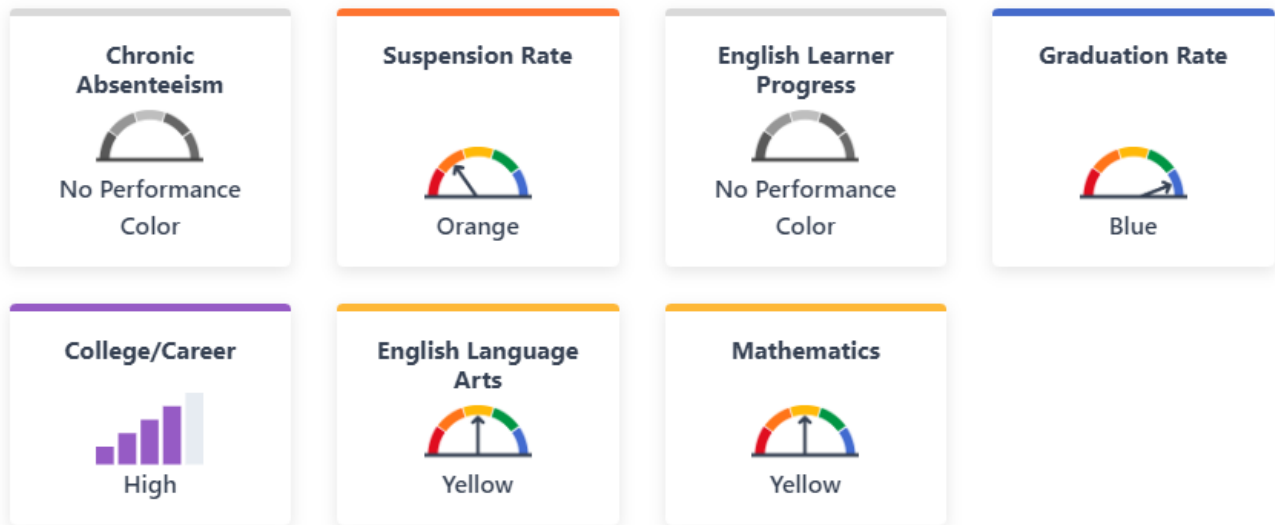 Chronic
Absenteeism
No Performance
Color
Suspension Rate
Orange
English Learner
Progress
No Performance
Color
Graduation Rate
Blue
College/Career
High
English Language
Arts
Yellow
Mathematics
Yellow